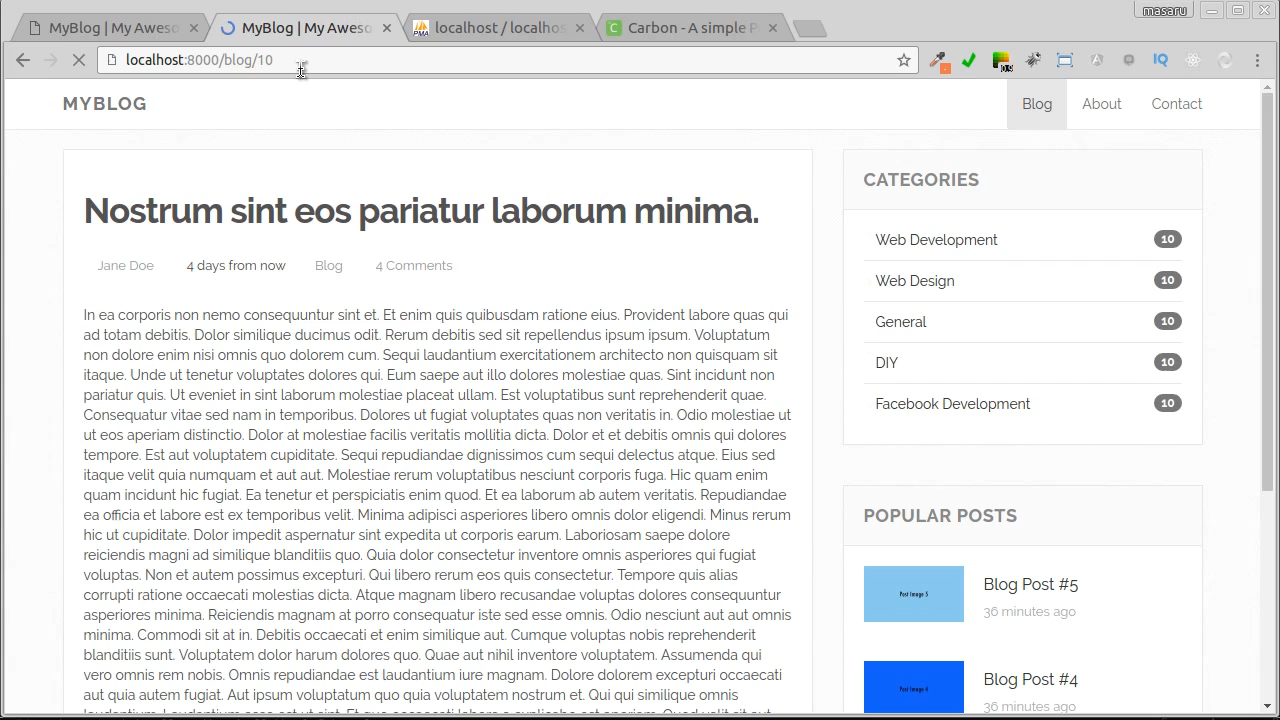 masaru
MyBlog | My Aweso
MyBlog | My Aweso
localhost / localhos
Carbon - A simple P
localhost:8000/blog/10
MYBLOG
Blog
About
Contact
Nostrum sint eos pariatur laborum minima.
Jane Doe
4 days from now
Blog
4 Comments
In ea corporis non nemo consequuntur sint et. Et enim quis quibusdam ratione eius. Provident labore quas qui
ad totam debitis. Dolor similique ducimus odit. Rerum debitis sed sit repellendus ipsum ipsum. Voluptatum
non dolore enim nisi omnis quo dolorem cum. Sequi laudantium exercitationem architecto non quisquam sit
itaque. Unde ut tenetur voluptates dolores qui. Eum saepe aut illo dolores molestiae quas. Sint incidunt non
pariatur quis. Ut eveniet in sint laborum molestiae placeat ullam. Est voluptatibus sunt reprehenderit quae.
Consequatur vitae sed nam in temporibus. Dolores ut fugiat voluptates quas non veritatis in. Odio molestiae ut
ut eos aperiam distinctio. Dolor at molestiae facilis veritatis mollitia dicta. Dolor et et debitis omnis qui dolores
tempore. Est aut voluptatem cupiditate. Sequi repudiandae dignissimos cum sequi delectus atque. Eius sed
itaque velit quia numquam et aut aut. Molestiae rerum voluptatibus nesciunt corporis fuga. Hic quam enim
quam incidunt hic fugiat. Ea tenetur et perspiciatis enim quod. Et ea laborum ab autem veritatis. Repudiandae
ea officia et labore est ex temporibus velit. Minima adipisci asperiores libero omnis dolor eligendi. Minus rerum
hic ut cupiditate. Dolor impedit aspernatur sint expedita ut corporis earum. Laboriosam saepe dolore
reiciendis magni ad similique blanditiis quo. Quia dolor consectetur inventore omnis asperiores qui fugiat
voluptas. Non et autem possimus excepturi. Qui libero rerum eos quis consectetur. Tempore quis alias
corrupti ratione occaecati molestias dicta. Atque magnam libero recusandae voluptas dolores consequuntur
asperiores minima. Reiciendis magnam at porro consequatur iste sed esse omnis. Odio nesciunt aut aut omnis
minima. Commodi sit at in. Debitis occaecati et enim similique aut. Cumque voluptas nobis reprehenderit
blanditiis sunt. Voluptatem dolor harum dolores quo. Quae aut nihil inventore voluptatem. Assumenda qui
vero omnis rem nobis. Omnis repudiandae est laudantium iure magnam. Dolore dolorem excepturi occaecati
aut quia autem fugiat. Aut ipsum voluptatum quo quia voluptatem nostrum et. Qui qui similique omnis
CATEGORIES
Web Development 10
Web Design 10
General 10
DIY 10
Facebook Development 10
POPULAR POSTS
Post Image 5
Blog Post #5
36 minutes ago
Post Image 4
Blog Post #4
36 minutes ago